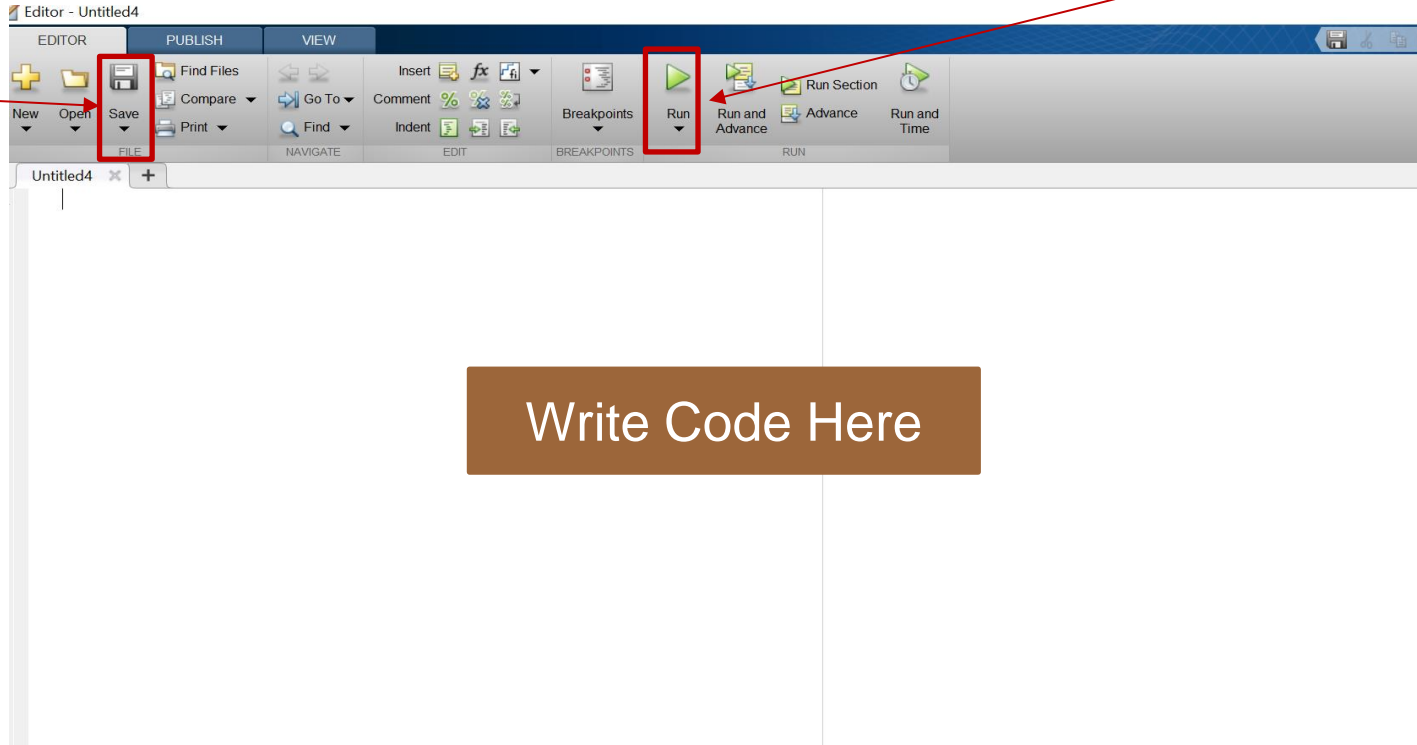 Editor - Untitled4
EDITOR PUBLISH VIEW
New Open Save Find Files Compare Print
FILE
Go To Find
NAVIGATE
Insert fx
Comment %
Indent
EDIT
Breakpoints
BREAKPOINTS
Run Run and Advance Run Section Advance Run and Time
RUN
Untitled4
Write Code Here